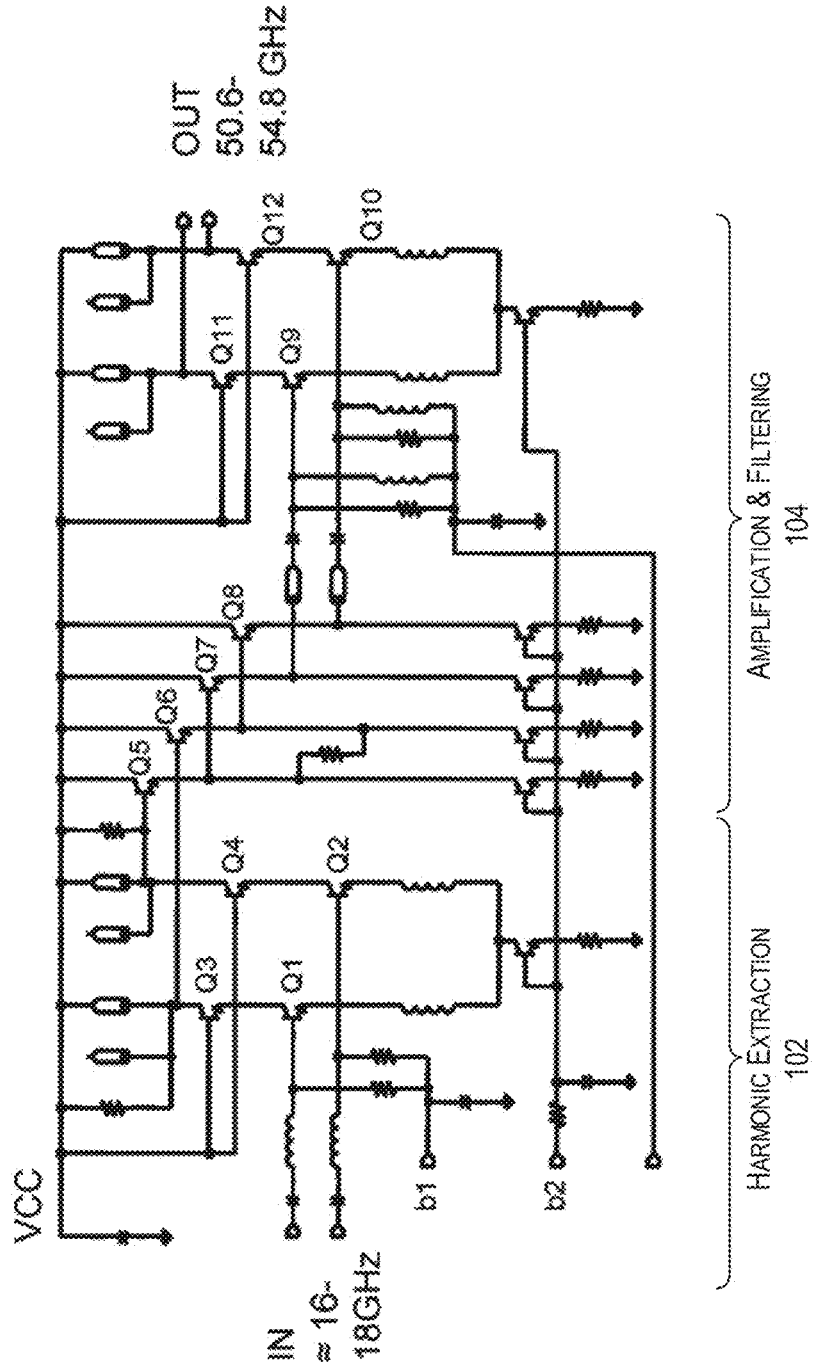 VCC
IN
≈ 16-
18GHz
b1
b2
Q3
Q1
Q4
Q2
Q5
Q6
Q7
Q8
Q11
Q9
Q12
Q10
OUT
50.6-
54.8 GHz
HARMONIC EXTRACTION
102
AMPLIFICATION & FILTERING
104